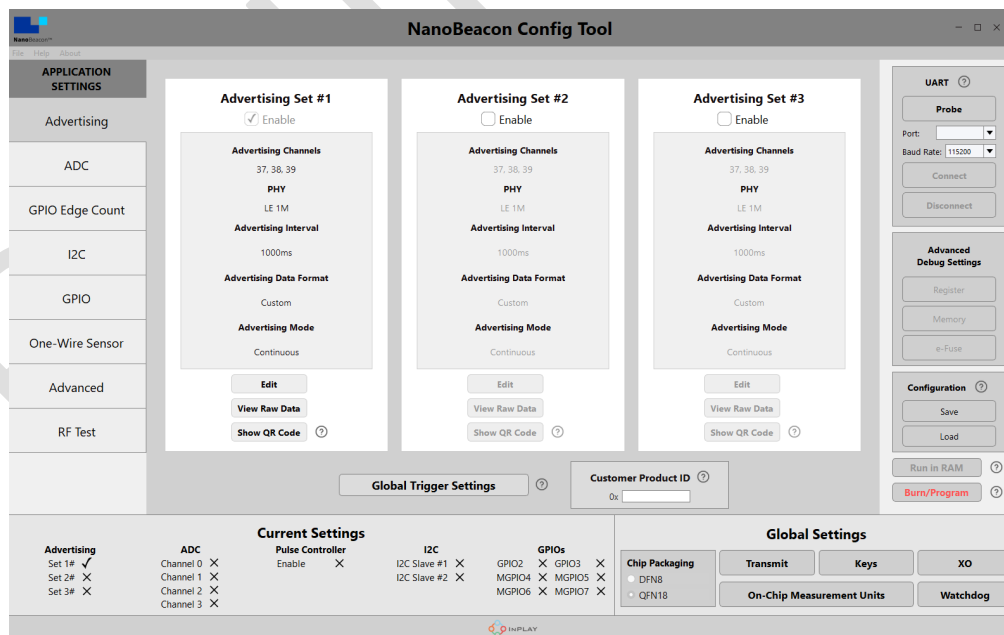 NanoBeacon™
NanoBeacon Config Tool
File Help About
APPLICATION
SETTINGS
Advertising
ADC
GPIO Edge Count
I2C
GPIO
One-Wire Sensor
Advanced
RF Test
Advertising Set #1
Enable
Advertising Channels
37, 38, 39
PHY
LE 1M
Advertising Interval
1000ms
Advertising Data Format
Custom
Advertising Mode
Continuous
Edit
View Raw Data
Show QR Code ?
Advertising Set #2
Enable
Advertising Channels
37, 38, 39
PHY
LE 1M
Advertising Interval
1000ms
Advertising Data Format
Custom
Advertising Mode
Continuous
Edit
View Raw Data
Show QR Code ?
Advertising Set #3
Enable
Advertising Channels
37, 38, 39
PHY
LE 1M
Advertising Interval
1000ms
Advertising Data Format
Custom
Advertising Mode
Continuous
Edit
View Raw Data
Show QR Code ?
Global Trigger Settings ?
Customer Product ID ?
0x
UART ?
Probe
Port:
Baud Rate: 115200
Connect
Disconnect
Advanced
Debug Settings
Register
Memory
e-Fuse
Configuration ?
Save
Load
Run in RAM ?
Burn/Program ?
Current Settings
Advertising
Set 1#
Set 2#
Set 3#
ADC
Channel 0
Channel 1
Channel 2
Channel 3
Pulse Controller
Enable
I2C
I2C Slave #1
I2C Slave #2
GPIOs
GPIO2 GPIO3
MGPIO4 MGPIO5
MGPIO6 MGPIO7
Global Settings
Chip Packaging
DFN8
QFN18
Transmit
Keys
XO
On-Chip Measurement Units
Watchdog
INPLAY